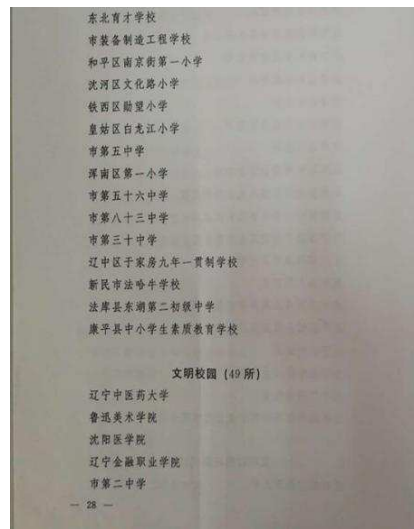 东北育才学校
市装备制造工程学校
和平区南京街第一小学
沈河区文化路小学
铁西区勋望小学
皇姑区白龙江小学
市第五中学
浑南区第一小学
市第五十六中学
市第八十三中学
市第三十中学
辽中区于家房九年一贯制学校
新民市法哈牛学校
法库县东湖第二初级中学
康平县中小学生素质教育学校
文明校园（49所）
辽宁中医药大学
鲁迅美术学院
沈阳医学院
辽宁金融职业学院
市第二中学
— 28 —